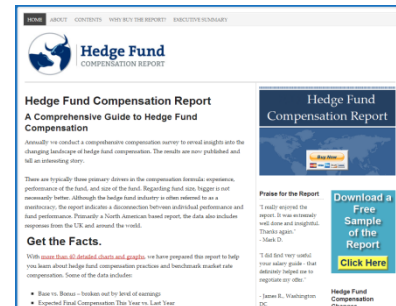 HOME ABOUT CONTENTS WHY BUY THE REPORT? EXECUTIVE SUMMARY
Hedge Fund
COMPENSATION REPORT
Hedge Fund Compensation Report
A Comprehensive Guide to Hedge Fund
Compensation
Annually we conduct a comprehensive compensation survey to reveal insights into the
changing landscape of hedge fund compensation. The results are now published and
tell an interesting story.
There are typically three primary drivers in the compensation formula: experience,
performance of the fund, and size of the fund. Regarding fund size, bigger is not
necessarily better. Although the hedge fund industry is often referred to as a
meritocracy, the report indicates a disconnection between individual performance and
fund performance. Primarily a North American based report, the data also includes
responses from the UK and around the world.
Get the Facts.
With more than 40 detailed charts and graphs, we have prepared this report to help
you learn about hedge fund compensation practices and benchmark market rate
compensation. Some of the data includes:
Base vs. Bonus – broken out by level of earnings
Expected Final Compensation This Year vs. Last Year
Hedge Fund
Compensation Report
Buy Now
Praise for the Report
"I really enjoyed the
report. It was extremely
well done and insightful.
Thanks again."
- Mark D.
"I did find very useful
your salary guide - that
definitely helped me to
negotiate my offer."
- James R., Washington
DC
Download a
Free
Sample
of the
Report
Click Here
Hedge Fund
Compensation